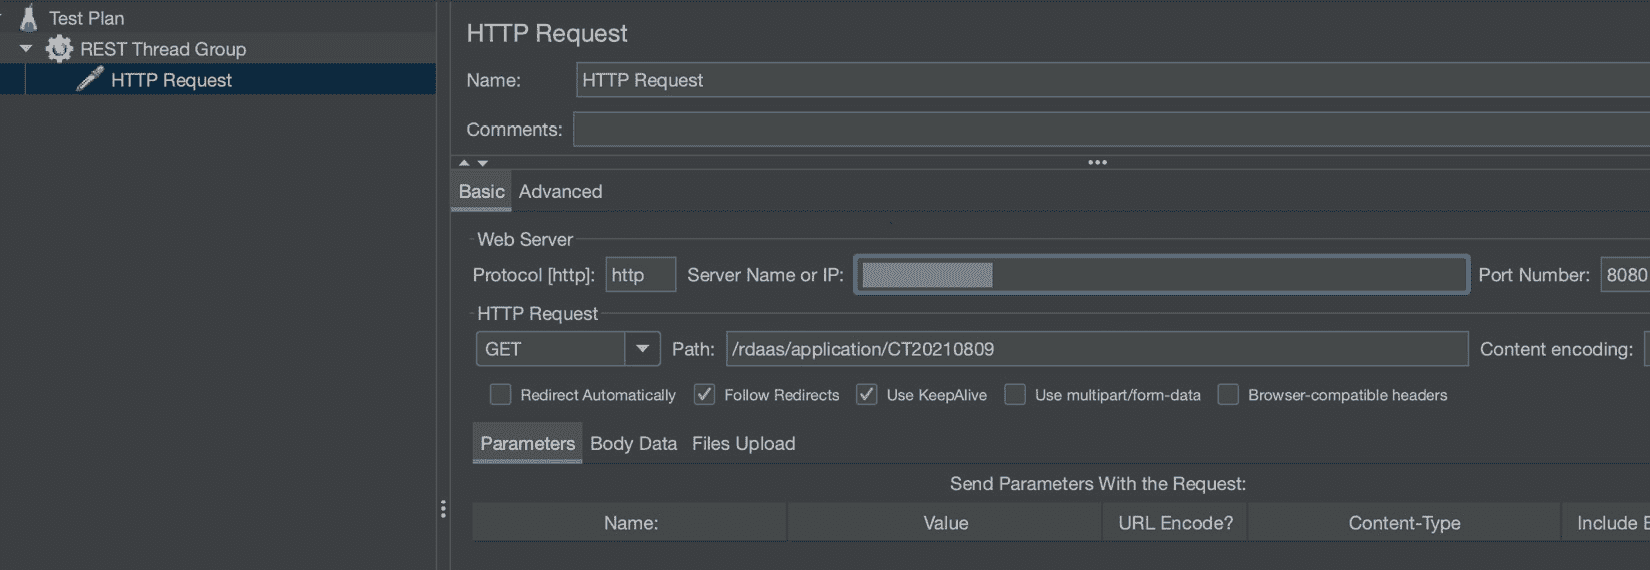 Test Plan
REST Thread Group
HTTP Request
HTTP Request
Name: HTTP Request
Comments:
Basic Advanced
Web Server
Protocol [http]: http Server Name or IP: Port Number: 8080
HTTP Request
GET Path: /rdaas/application/CT20210809 Content encoding:
Redirect Automatically Follow Redirects Use KeepAlive Use multipart/form-data Browser-compatible headers
Parameters Body Data Files Upload
Send Parameters With the Request:
Name: Value URL Encode? Content-Type Include